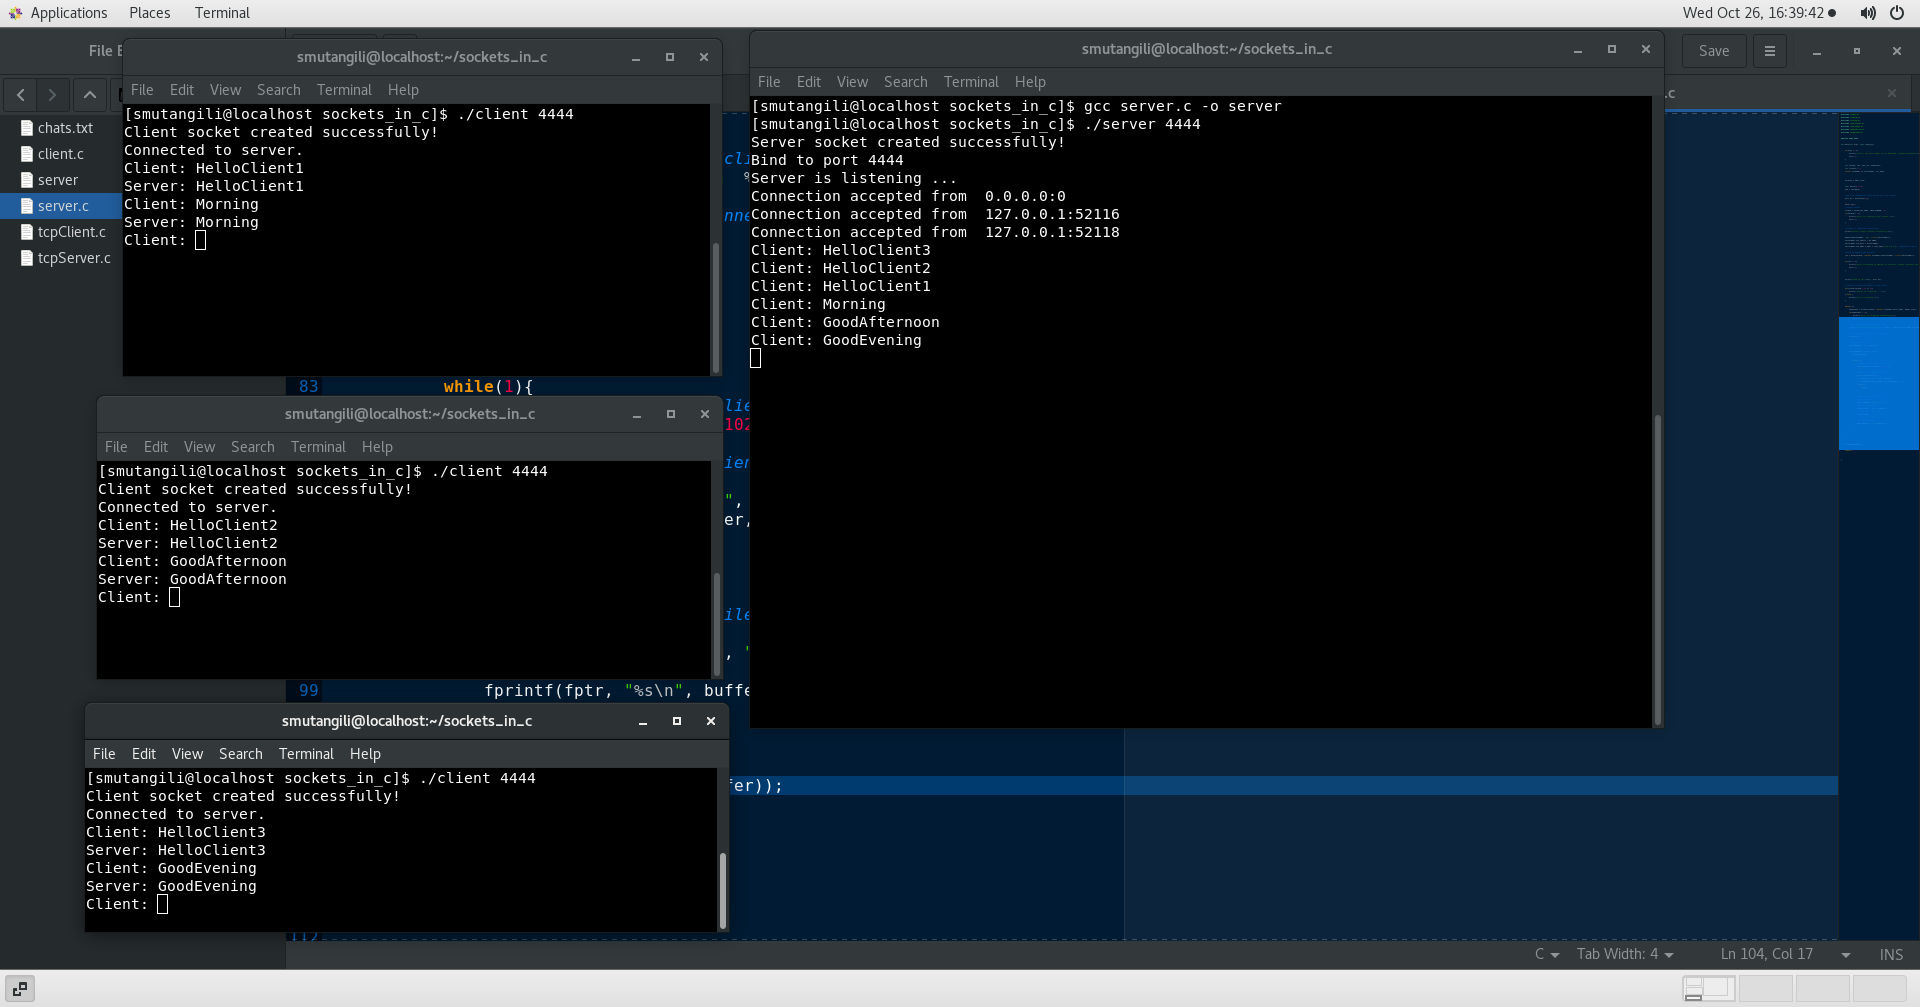 Applications Places Terminal Wed Oct 26, 16:39:42
File E
Save
chats.txt
client.c
server
server.c
tcpClient.c
tcpServer.c
smutangili@localhost:~/sockets_in_c
File Edit View Search Terminal Help
[smutangili@localhost sockets_in_c]$ ./client 4444
Client socket created successfully!
Connected to server.
Client: HelloClient1
Server: HelloClient1
Client: Morning
Server: Morning
Client:
smutangili@localhost:~/sockets_in_c
File Edit View Search Terminal Help
[smutangili@localhost sockets_in_c]$ gcc server.c -o server
[smutangili@localhost sockets_in_c]$ ./server 4444
Server socket created successfully!
Bind to port 4444
Server is listening ...
Connection accepted from  0.0.0.0:0
Connection accepted from  127.0.0.1:52116
Connection accepted from  127.0.0.1:52118
Client: HelloClient3
Client: HelloClient2
Client: HelloClient1
Client: Morning
Client: GoodAfternoon
Client: GoodEvening
.c
83 while(1){
smutangili@localhost:~/sockets_in_c
File Edit View Search Terminal Help
[smutangili@localhost sockets_in_c]$ ./client 4444
Client socket created successfully!
Connected to server.
Client: HelloClient2
Server: HelloClient2
Client: GoodAfternoon
Server: GoodAfternoon
Client:
99 fprintf(fptr, "%s\n", buffe
smutangili@localhost:~/sockets_in_c
File Edit View Search Terminal Help
[smutangili@localhost sockets_in_c]$ ./client 4444
Client socket created successfully!
Connected to server.
Client: HelloClient3
Server: HelloClient3
Client: GoodEvening
Server: GoodEvening
Client:
fer));
112
C Tab Width: 4 Ln 104, Col 17 INS